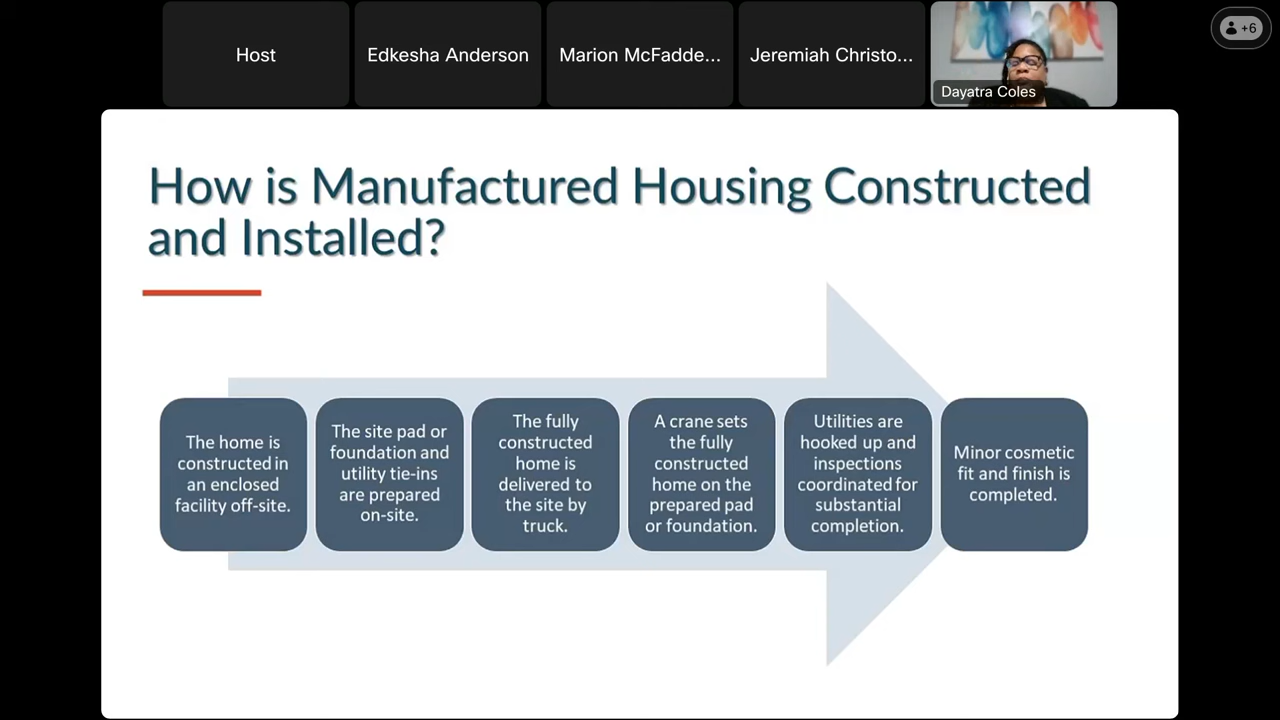 Host
Edkesha Anderson
Marion McFadde...
Jeremiah Christo...
Dayatra Coles
+6
How is Manufactured Housing Constructed
and Installed?
The home is
constructed in
an enclosed
facility off-site.
The site pad or
foundation and
utility tie-ins
are prepared
on-site.
The fully
constructed
home is
delivered to
the site by
truck.
A crane sets
the fully
constructed
home on the
prepared pad
or foundation.
Utilities are
hooked up and
inspections
coordinated for
substantial
completion.
Minor cosmetic
fit and finish is
completed.